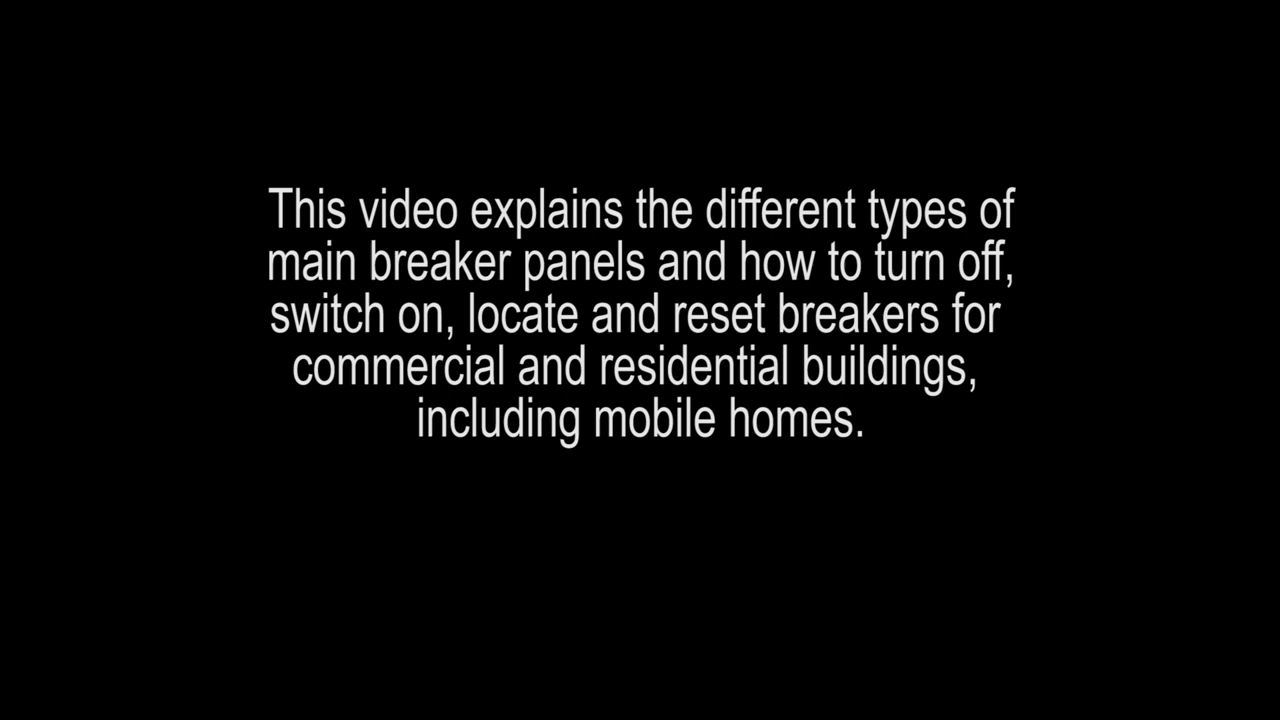 This video explains the different types of
main breaker panels and how to turn off,
switch on, locate and reset breakers for
commercial and residential buildings,
including mobile homes.